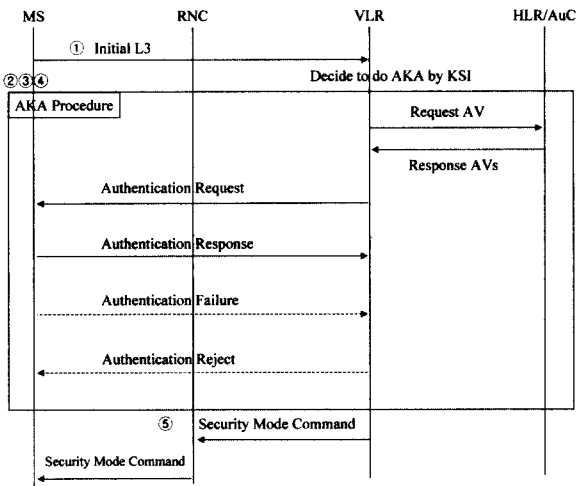 MS RNC VLR HLR/AuC
① Initial L3
②③④ Decide to do AKA by KSI
AKA Procedure
Request AV
Response AVs
Authentication Request
Authentication Response
Authentication Failure
Authentication Reject
⑤ Security Mode Command
Security Mode Command